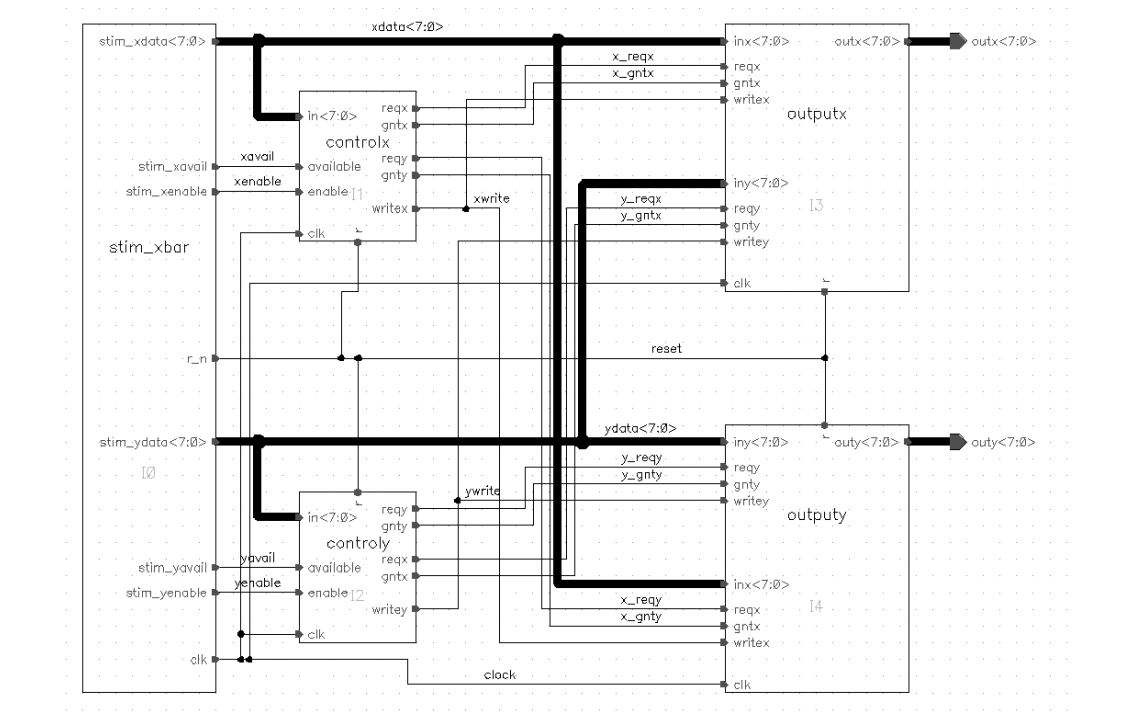 xdata<7:0>
stim_xdata<7:0>
inx<7:0>
outx<7:0>
outx<7:0>
x_reqx
reqx
x_gntx
gntx
writex
reqx
in<7:0>
gntx
outputx
controlx
xavail
reqy
stim_xavail
available
gnty
iny<7:0>
xenable
stim_xenable
enable
I1
xwrite
y_reqx
I3
writex
reqy
y_gntx
gnty
clk
r
writey
stim_xbar
clk
r
reset
r_n
ydata<7:0>
stim_ydata<7:0>
iny<7:0>
r
outy<7:0>
outy<7:0>
y_reqy
reqy
I0
y_gnty
gnty
ywrite
writey
r
reqy
in<7:0>
gnty
outputy
controly
yavail
reqx
stim_yavail
available
gntx
yenable
inx<7:0>
stim_yenable
enable
I2
x_reqy
I4
writey
reqx
x_gnty
gntx
clk
writex
clk
clock
clk